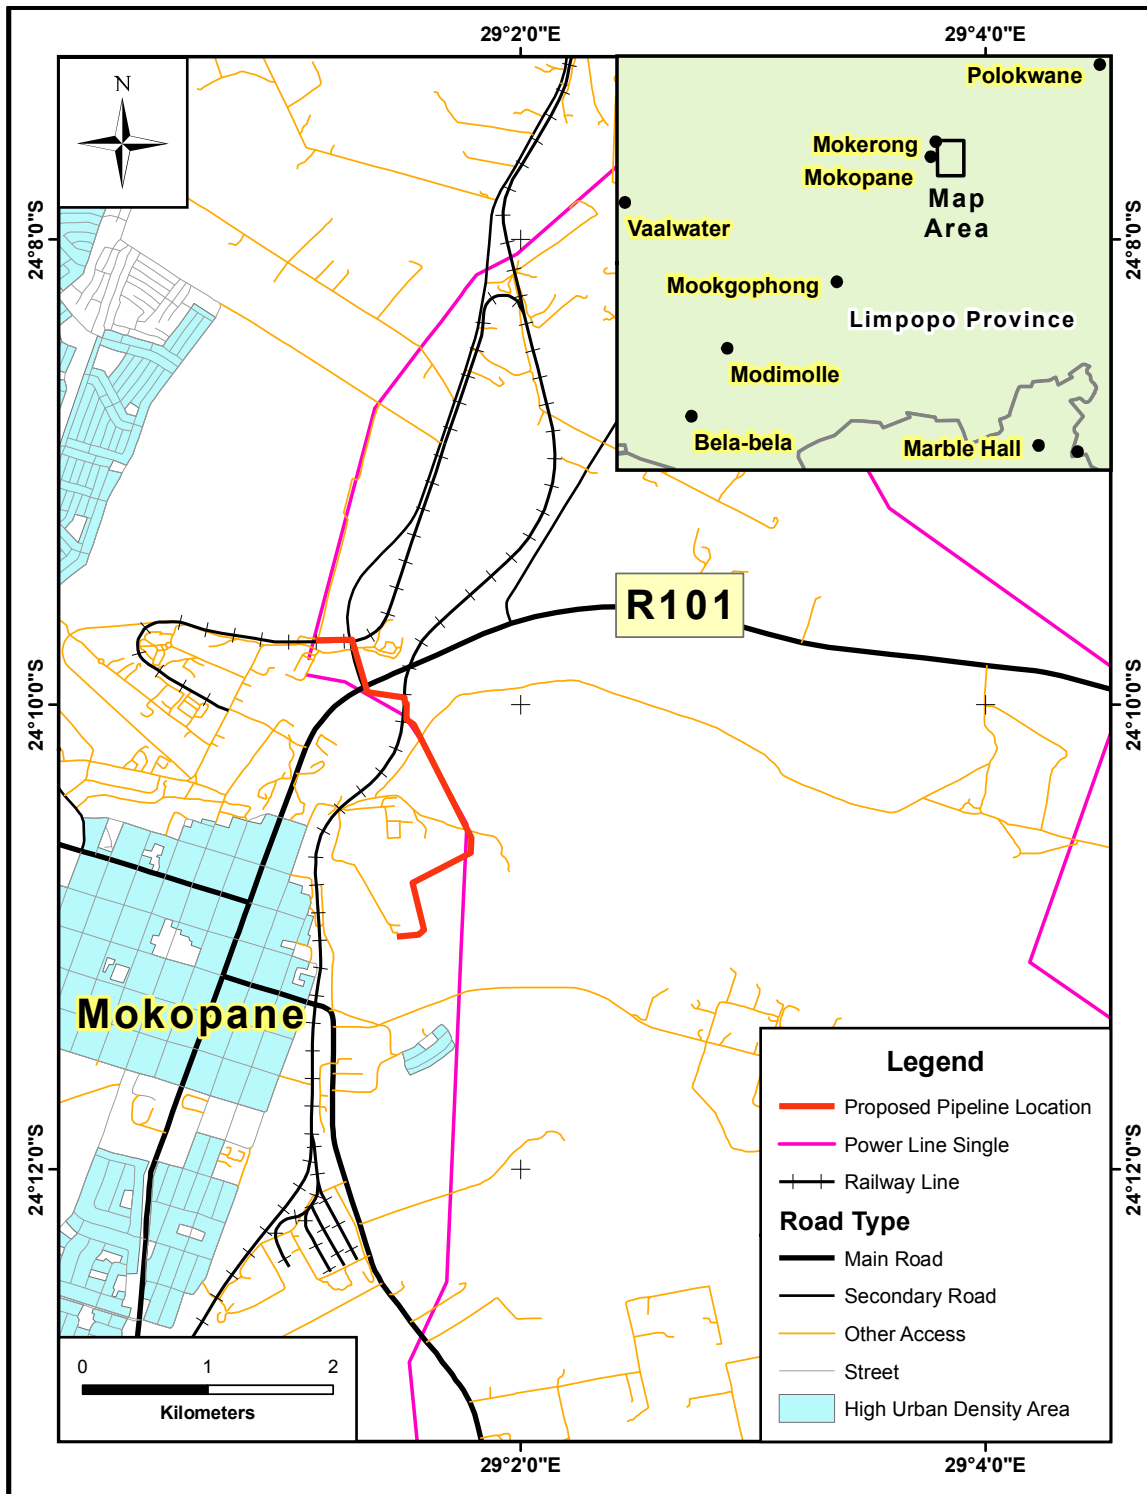 29°2'0"E
29°4'0"E
N
Polokwane
Mokerong
Mokopane
Map
Area
Vaalwater
24°8'0"S
24°8'0"S
Mookgophong
Limpopo Province
Modimolle
Bela-bela
Marble Hall
R101
24°10'0"S
24°10'0"S
Mokopane
Legend
Proposed Pipeline Location
Power Line Single
Railway Line
Road Type
Main Road
Secondary Road
Other Access
Street
High Urban Density Area
24°12'0"S
24°12'0"S
0 1 2
Kilometers
29°2'0"E
29°4'0"E